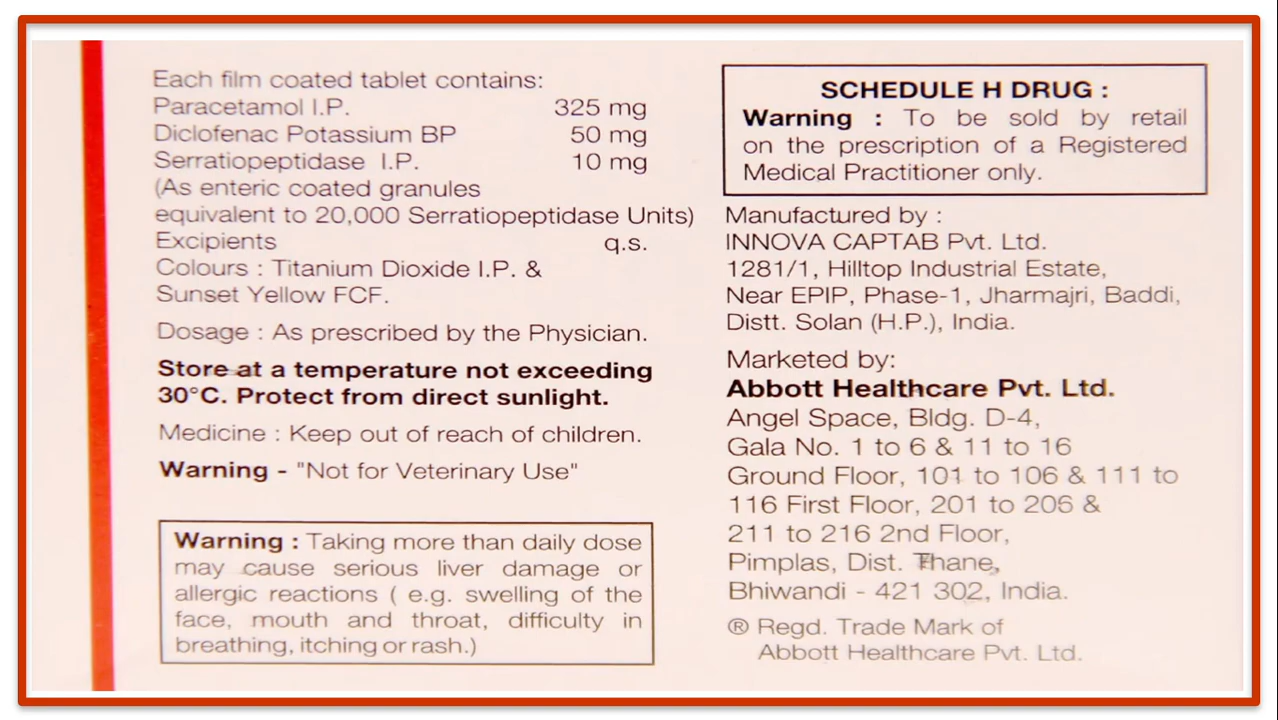 Each film coated tablet contains:
Paracetamol I.P. 325 mg
Diclofenac Potassium BP 50 mg
Serratiopeptidase I.P. 10 mg
(As enteric coated granules
equivalent to 20,000 Serratiopeptidase Units)
Excipients q.s.
Colours : Titanium Dioxide I.P. &
Sunset Yellow FCF.
Dosage : As prescribed by the Physician.
Store at a temperature not exceeding
30°C. Protect from direct sunlight.
Medicine : Keep out of reach of children.
Warning - "Not for Veterinary Use"
Warning : Taking more than daily dose
may cause serious liver damage or
allergic reactions ( e.g. swelling of the
face, mouth and throat, difficulty in
breathing, itching or rash.)
SCHEDULE H DRUG :
Warning : To be sold by retail
on the prescription of a Registered
Medical Practitioner only.
Manufactured by :
INNOVA CAPTAB Pvt. Ltd.
1281/1, Hilltop Industrial Estate,
Near EPIP, Phase-1, Jharmajri, Baddi,
Distt. Solan (H.P.), India.
Marketed by:
Abbott Healthcare Pvt. Ltd.
Angel Space, Bldg. D-4,
Gala No. 1 to 6 & 11 to 16
Ground Floor, 101 to 106 & 111 to
116 First Floor, 201 to 206 &
211 to 216 2nd Floor,
Pimplas, Dist. Thane,
Bhiwandi - 421 302, India.
® Regd. Trade Mark of
Abbott Healthcare Pvt. Ltd.